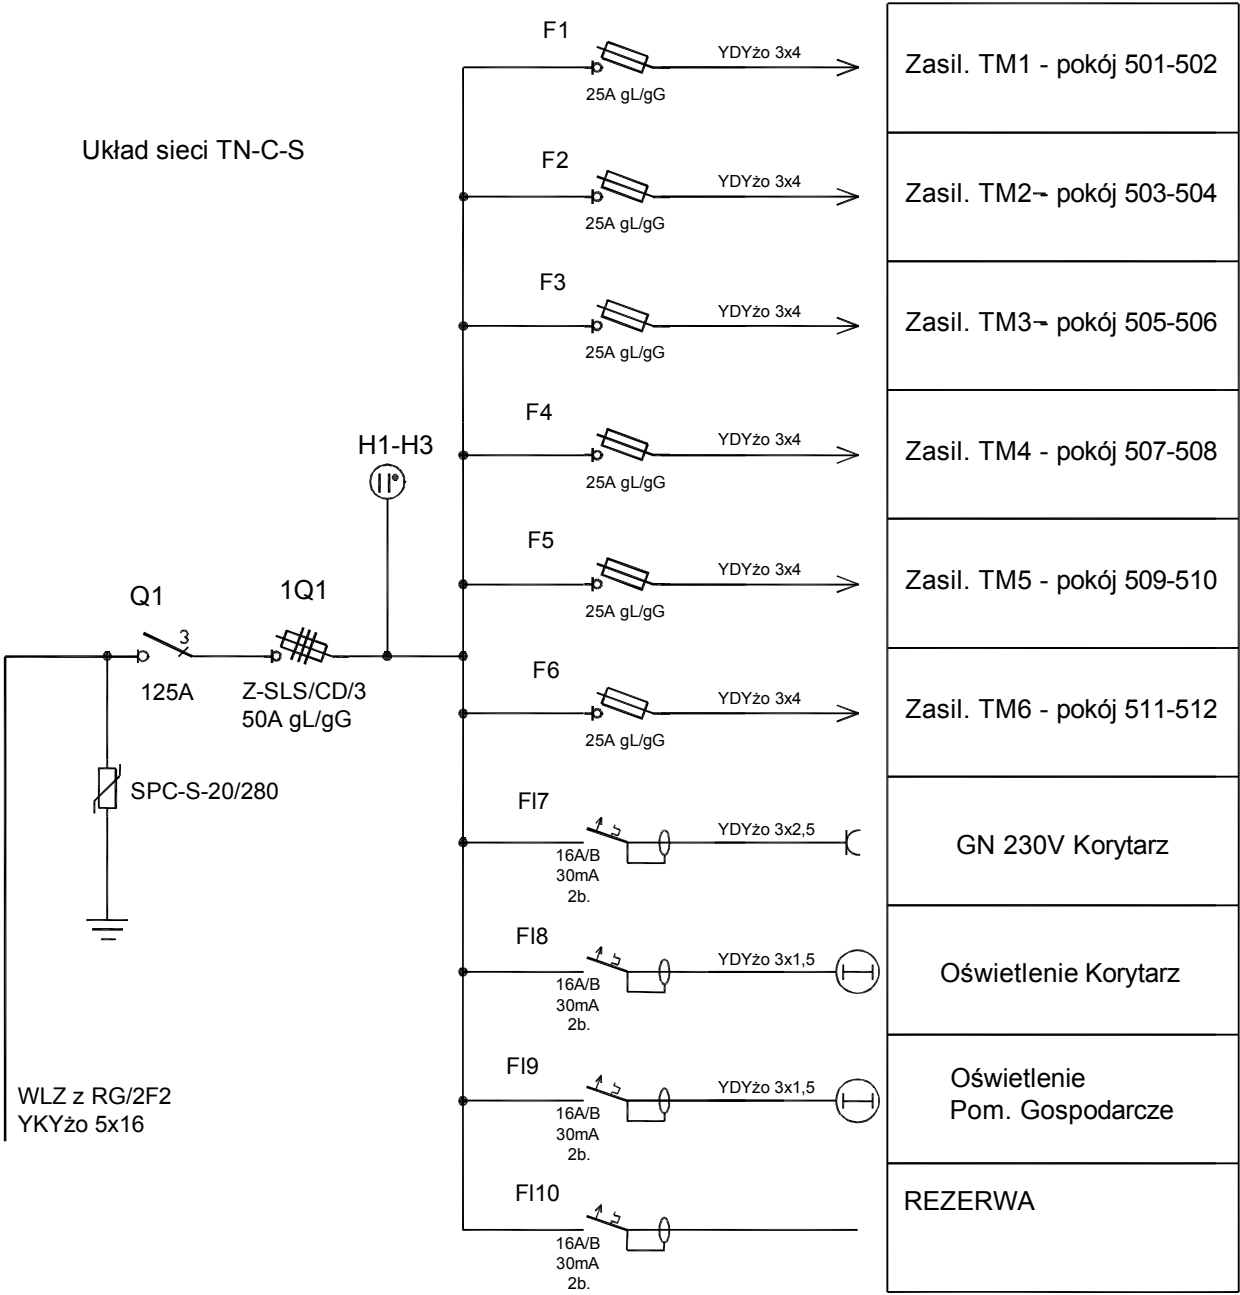 F1
YDYżo 3x4
25A gL/gG
Zasil. TM1 - pokój 501-502
Układ sieci TN-C-S
F2
YDYżo 3x4
25A gL/gG
Zasil. TM2 - pokój 503-504
F3
YDYżo 3x4
25A gL/gG
Zasil. TM3 - pokój 505-506
F4
YDYżo 3x4
25A gL/gG
Zasil. TM4 - pokój 507-508
H1-H3
F5
YDYżo 3x4
25A gL/gG
Zasil. TM5 - pokój 509-510
Q1
3
125A
1Q1
Z-SLS/CD/3
50A gL/gG
F6
YDYżo 3x4
25A gL/gG
Zasil. TM6 - pokój 511-512
SPC-S-20/280
FI7
YDYżo 3x2,5
16A/B
30mA
2b.
GN 230V Korytarz
FI8
YDYżo 3x1,5
16A/B
30mA
2b.
Oświetlenie Korytarz
FI9
YDYżo 3x1,5
16A/B
30mA
2b.
Oświetlenie
Pom. Gospodarcze
WLZ z RG/2F2
YKYżo 5x16
FI10
16A/B
30mA
2b.
REZERWA